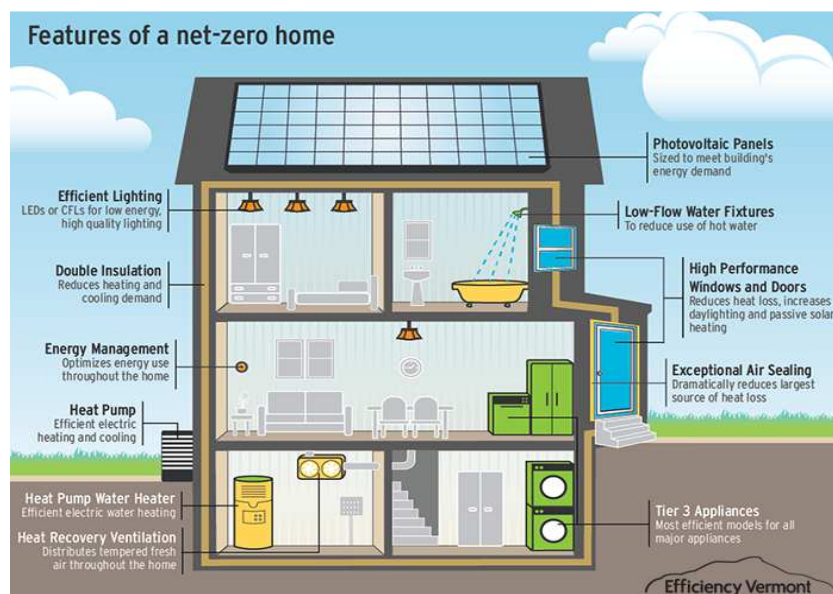 Features of a net-zero home
Photovoltaic Panels
Sized to meet building's
energy demand
Efficient Lighting
LEDs or CFLs for low energy,
high quality lighting
Low-Flow Water Fixtures
To reduce use of hot water
Double Insulation
Reduces heating and
cooling demand
High Performance
Windows and Doors
Reduces heat loss, increases
daylighting and passive solar
heating
Energy Management
Optimizes energy use
throughout the home
Exceptional Air Sealing
Dramatically reduces largest
source of heat loss
Heat Pump
Efficient electric
heating and cooling
Heat Pump Water Heater
Efficient electric water heating
Heat Recovery Ventilation
Distributes tempered fresh
air throughout the home
Tier 3 Appliances
Most efficient models for all
major appliances
Efficiency Vermont